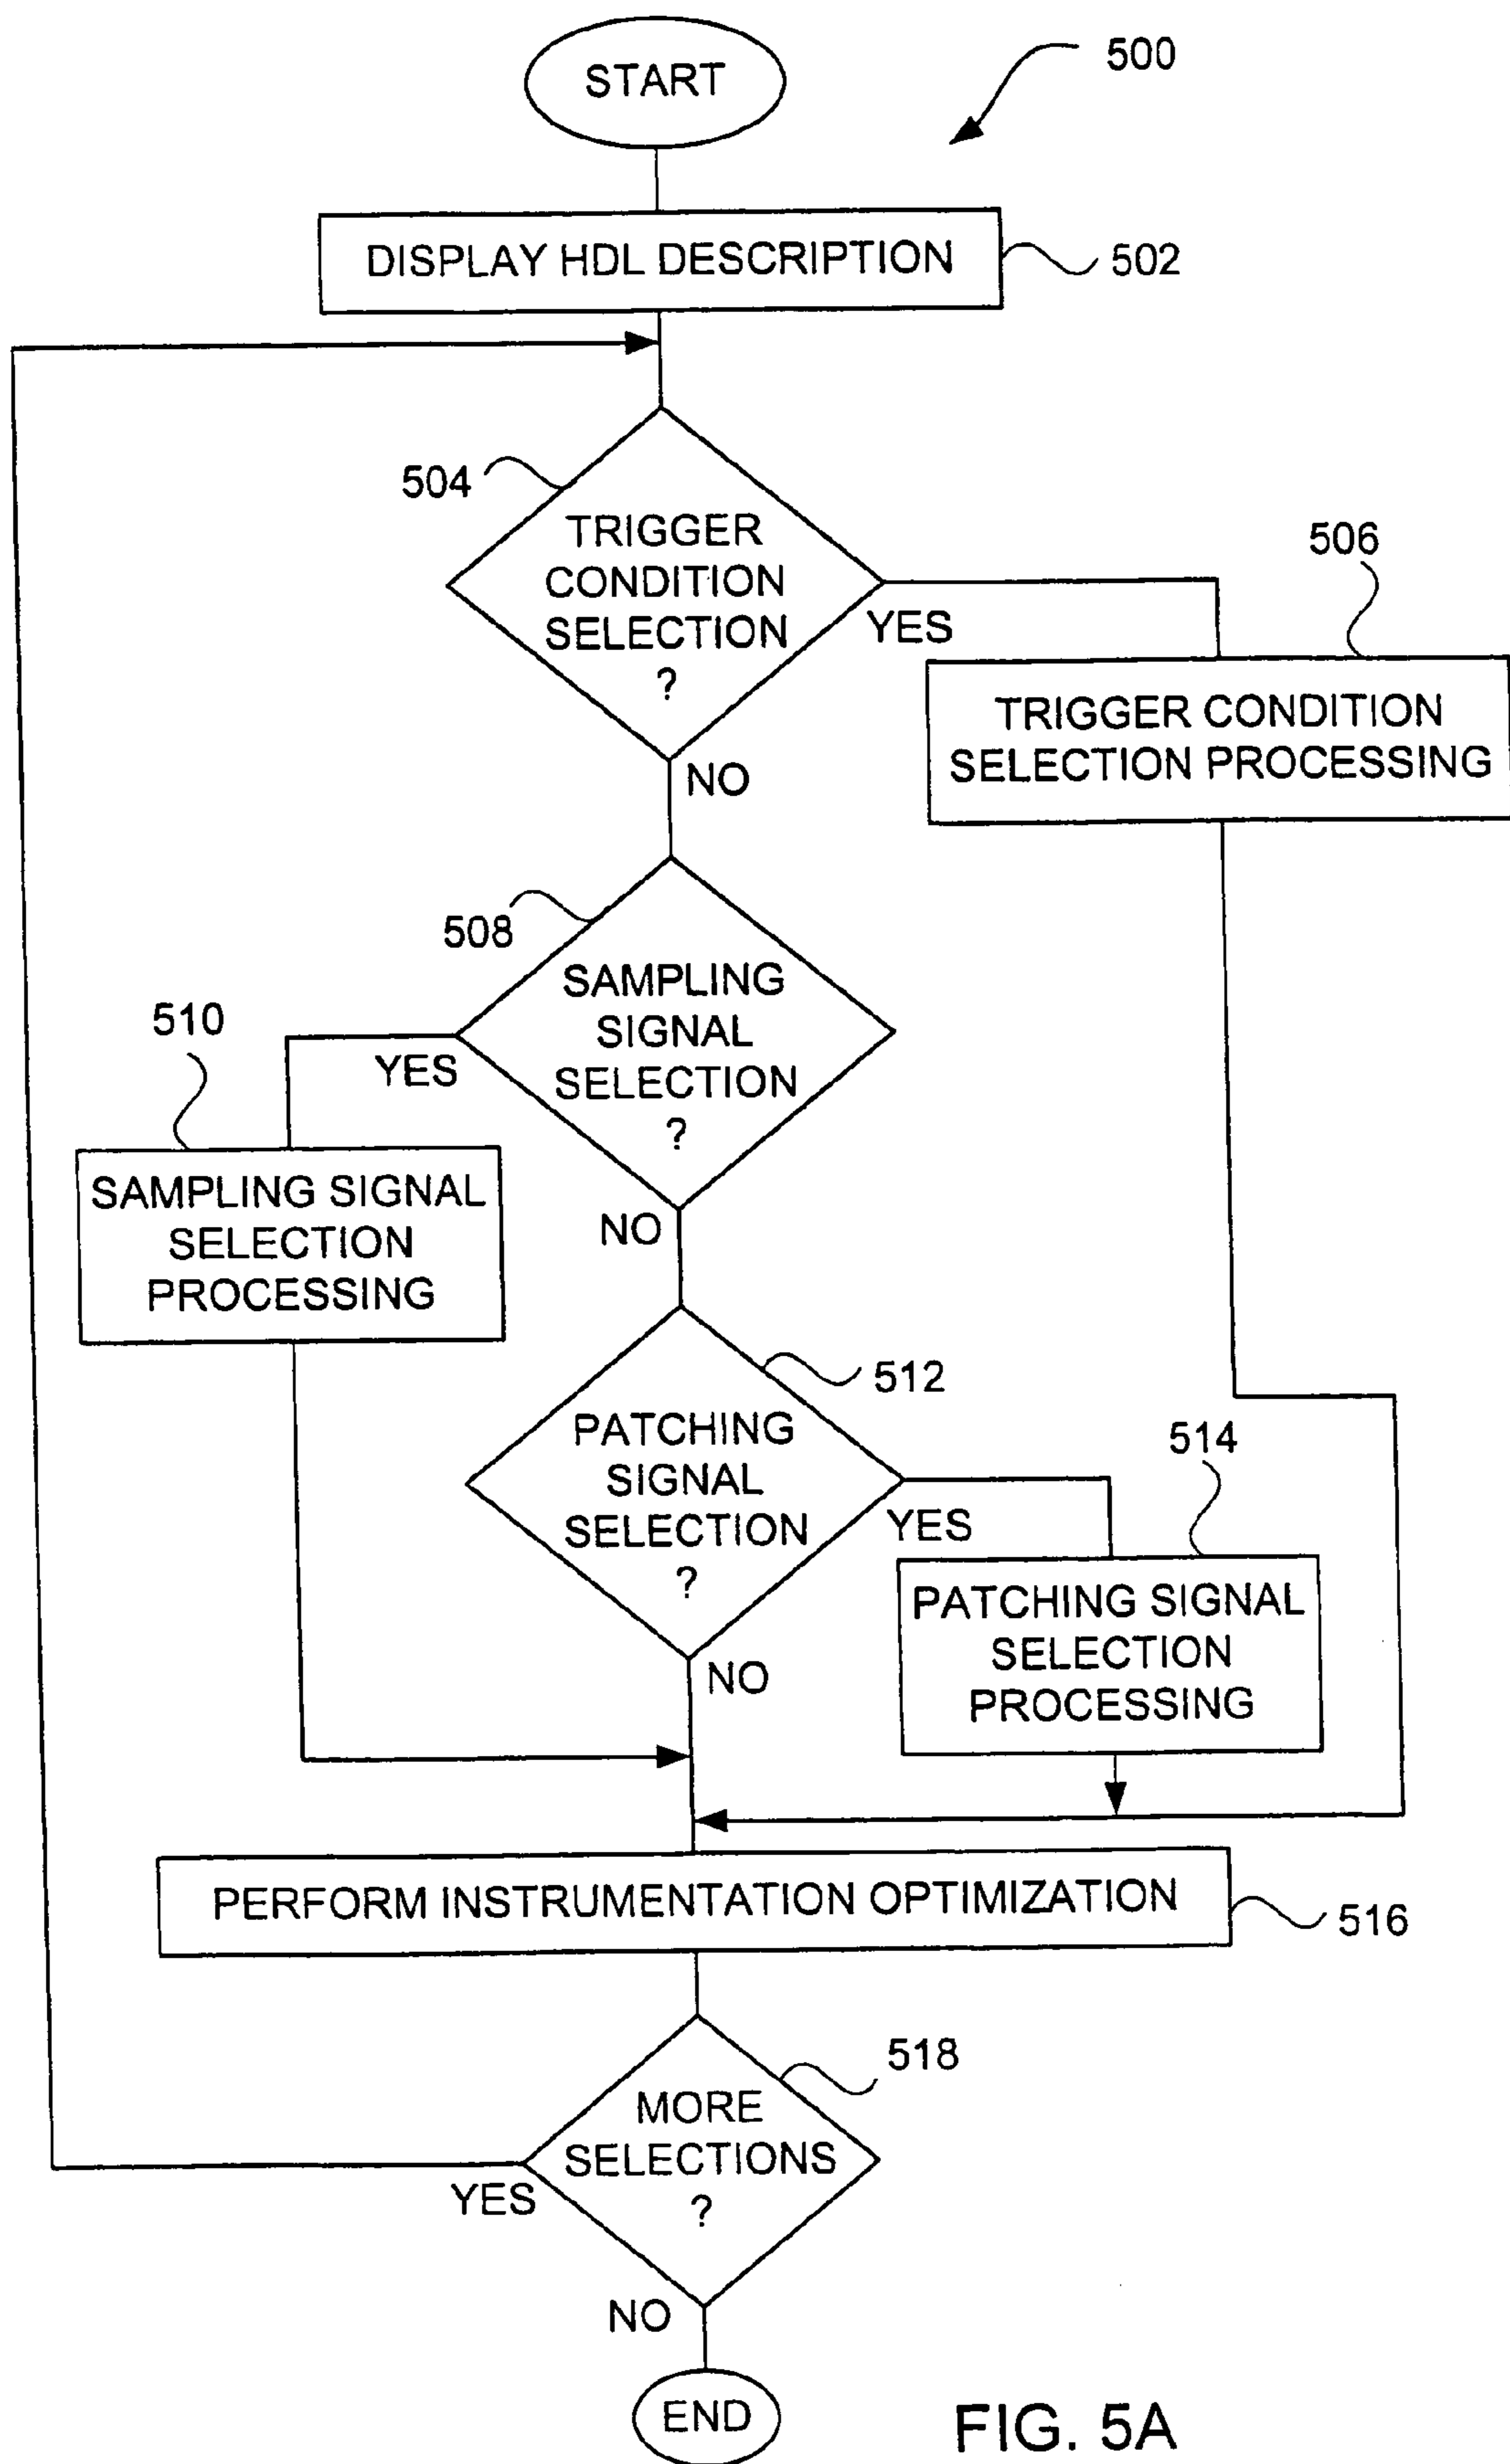 START
500
DISPLAY HDL DESCRIPTION
502
504
TRIGGER
CONDITION
SELECTION
?
YES
506
TRIGGER CONDITION
SELECTION PROCESSING
NO
508
SAMPLING
SIGNAL
SELECTION
?
YES
510
SAMPLING SIGNAL
SELECTION
PROCESSING
NO
512
PATCHING
SIGNAL
SELECTION
?
YES
514
PATCHING SIGNAL
SELECTION
PROCESSING
NO
PERFORM INSTRUMENTATION OPTIMIZATION
516
518
MORE
SELECTIONS
?
YES
NO
END
FIG. 5A